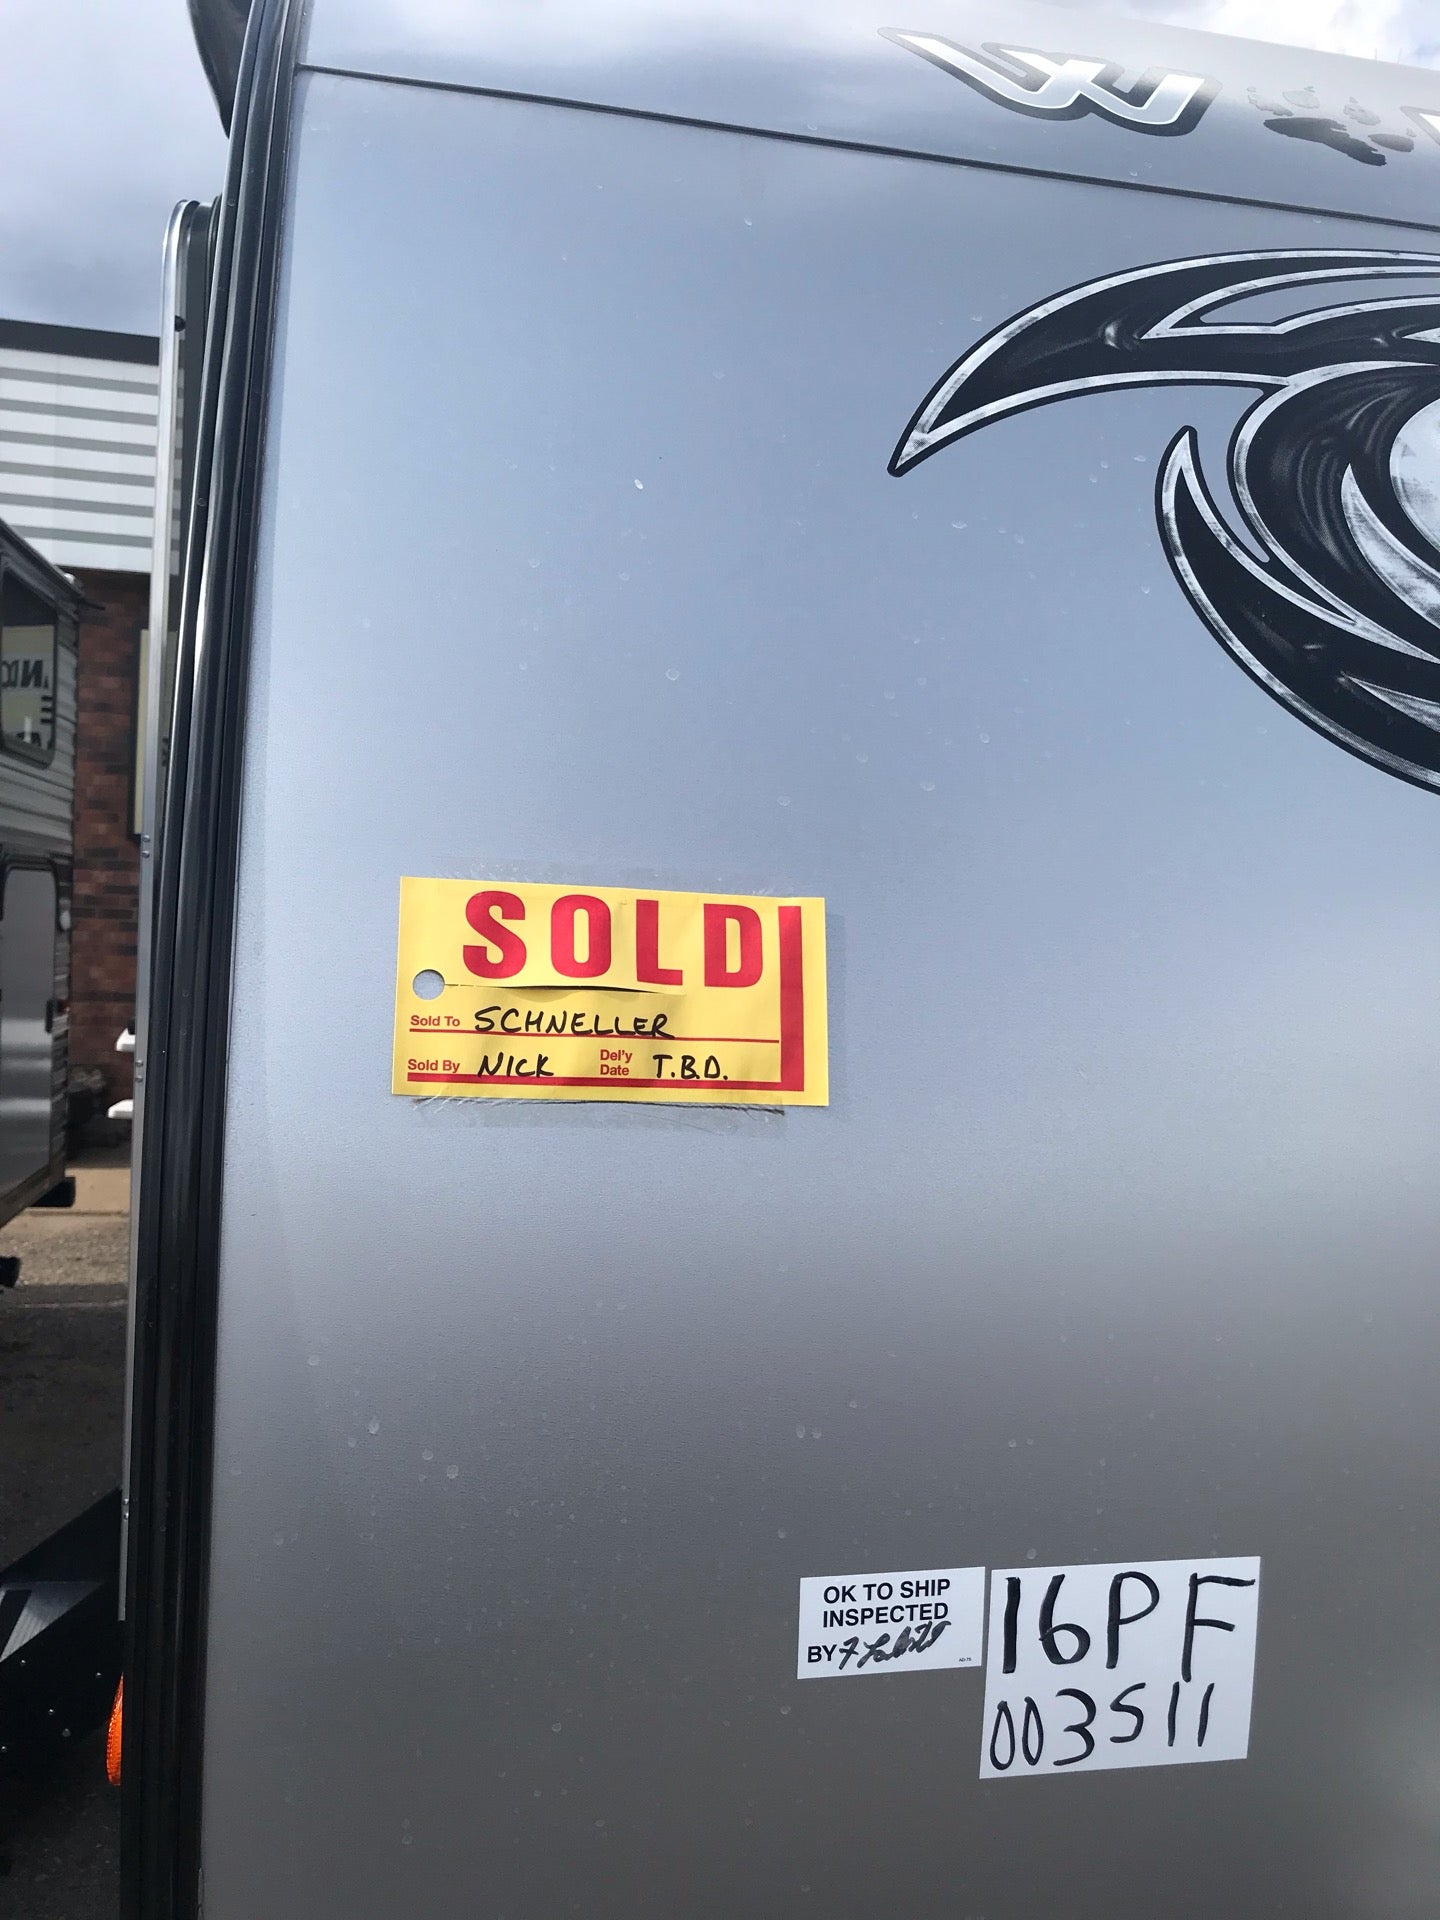 W
SOLD
Sold To SCHNELLER
Sold By NICK Del'y Date T.B.D.
OK TO SHIP
INSPECTED
BY
16PF
003511